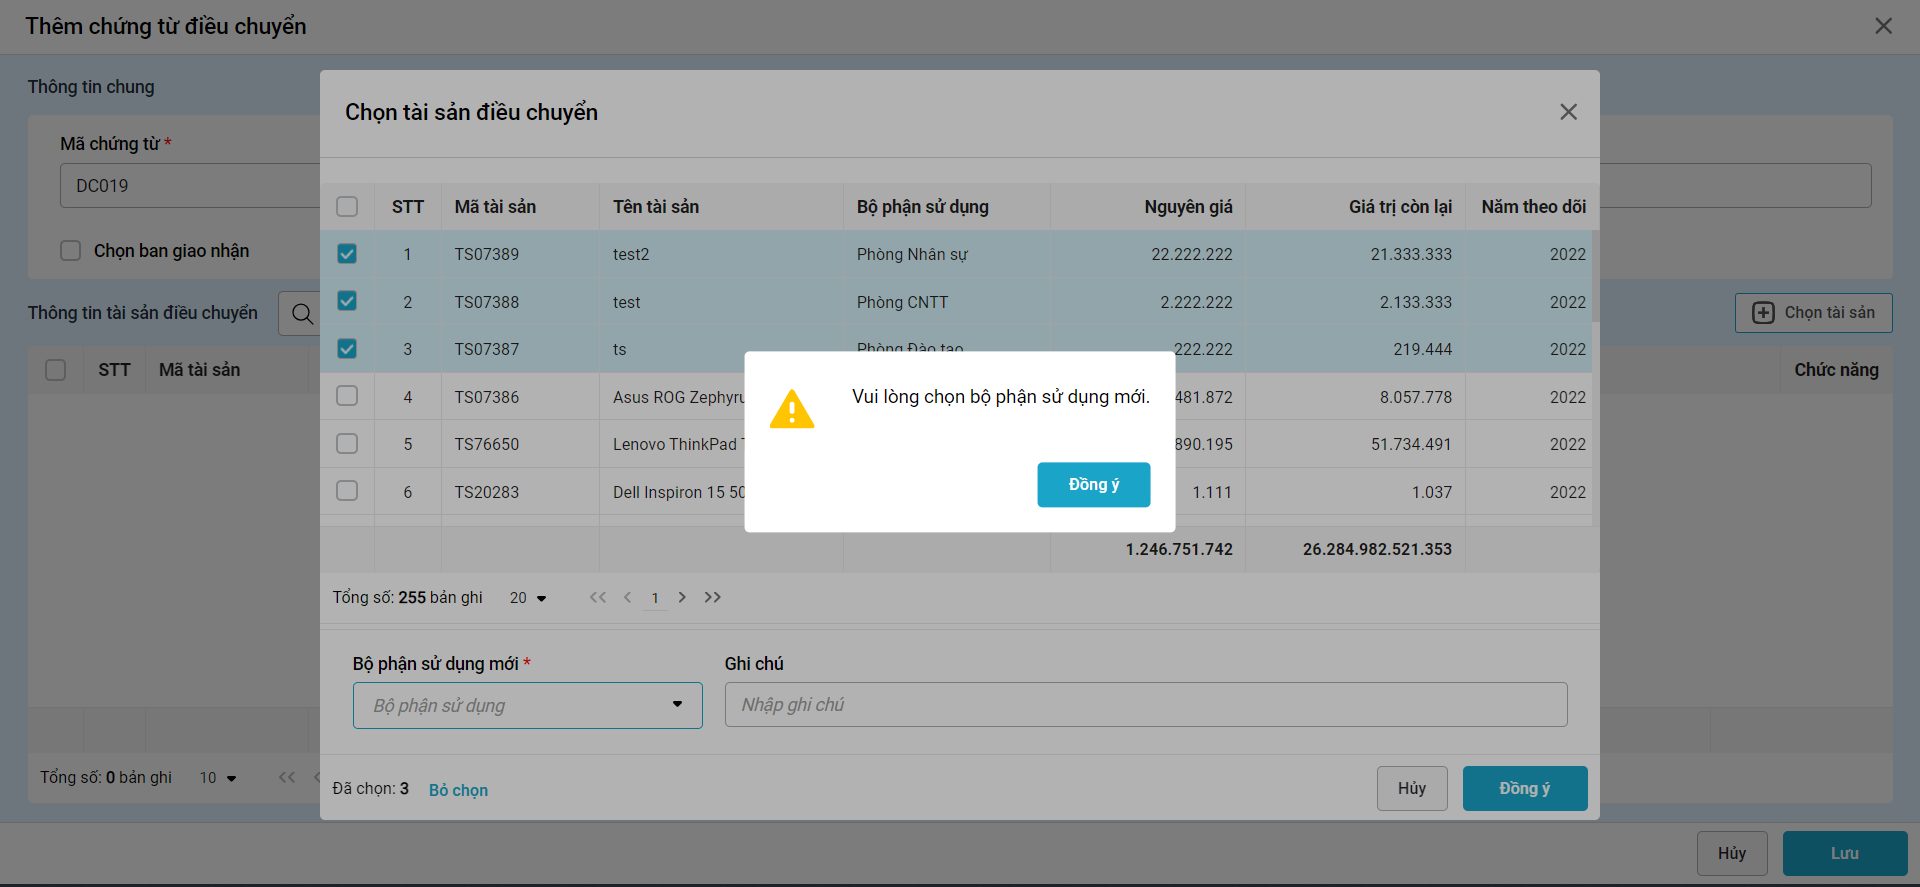 Thêm chứng từ điều chuyển
Thông tin chung
Mã chứng từ *
DC019
Chọn ban giao nhận
Thông tin tài sản điều chuyển
Chọn tài sản
STT Mã tài sản Chức năng
Tổng số: 0 bản ghi 10 <<
Hủy Lưu
Chọn tài sản điều chuyển
STT Mã tài sản Tên tài sản Bộ phận sử dụng Nguyên giá Giá trị còn lại Năm theo dõi
1 TS07389 test2 Phòng Nhân sự 22.222.222 21.333.333 2022
2 TS07388 test Phòng CNTT 2.222.222 2.133.333 2022
3 TS07387 ts Phòng Đào tạo 222.222 219.444 2022
4 TS07386 Asus ROG 481.872 8.057.778 2022
5 TS76650 Lenovo ThinkPad 890.195 51.734.491 2022
6 TS20283 Dell Inspiron 15 1.111 1.037 2022
1.246.751.742 26.284.982.521.353
Tổng số: 255 bản ghi 20 << < 1 > >>
Bộ phận sử dụng mới * Ghi chú
Bộ phận sử dụng Nhập ghi chú
Đã chọn: 3 Bỏ chọn Hủy Đồng ý
Vui lòng chọn bộ phận sử dụng mới.
Đồng ý